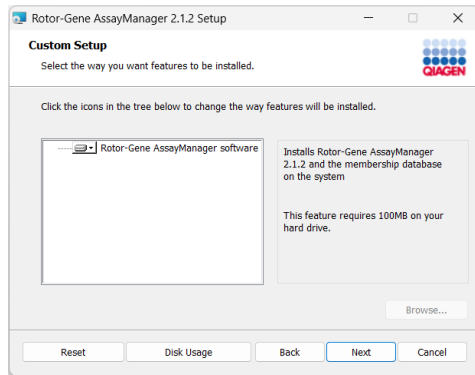 Rotor-Gene AssayManager 2.1.2 Setup
Custom Setup
Select the way you want features to be installed.
QIAGEN
Click the icons in the tree below to change the way features will be installed.
Rotor-Gene AssayManager software
Installs Rotor-Gene AssayManager
2.1.2 and the membership database
on the system
This feature requires 100MB on your
hard drive.
Browse...
Reset
Disk Usage
Back
Next
Cancel